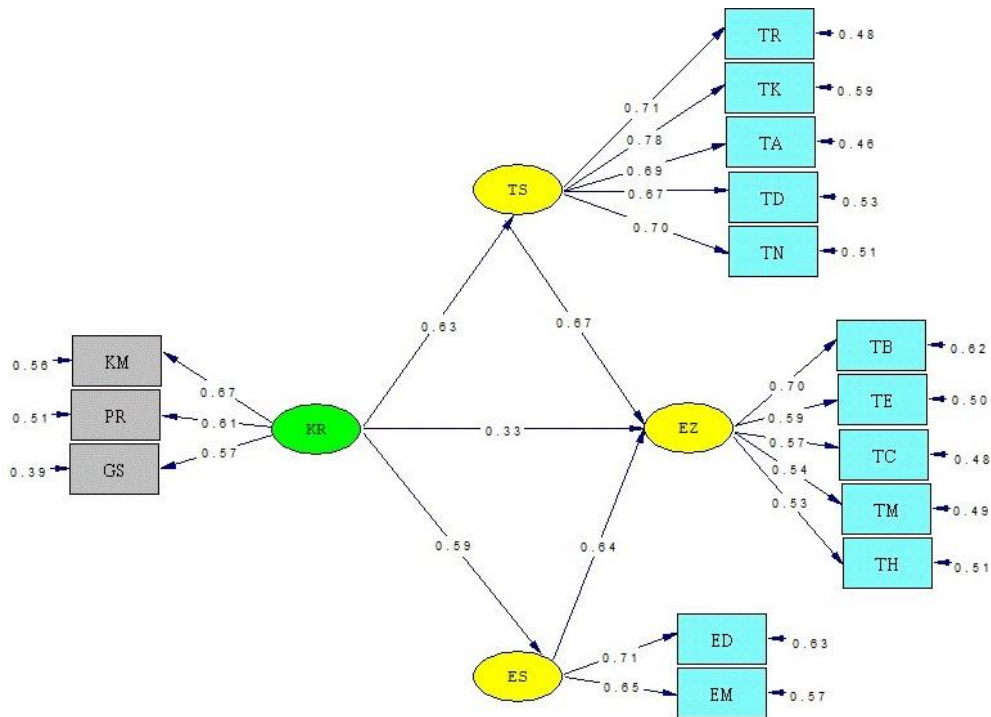 TR
0.48
TK
0.59
0.71
0.78
TA
0.46
0.69
TS
0.67
TD
0.53
0.70
TN
0.51
0.63
0.67
TB
0.62
0.56
KM
0.70
TE
0.50
0.67
0.59
0.51
PR
0.61
KR
0.33
EZ
0.57
TC
0.48
0.57
0.54
0.39
GS
0.53
TM
0.49
0.59
0.64
TH
0.51
0.71
ED
0.63
ES
0.65
EM
0.57